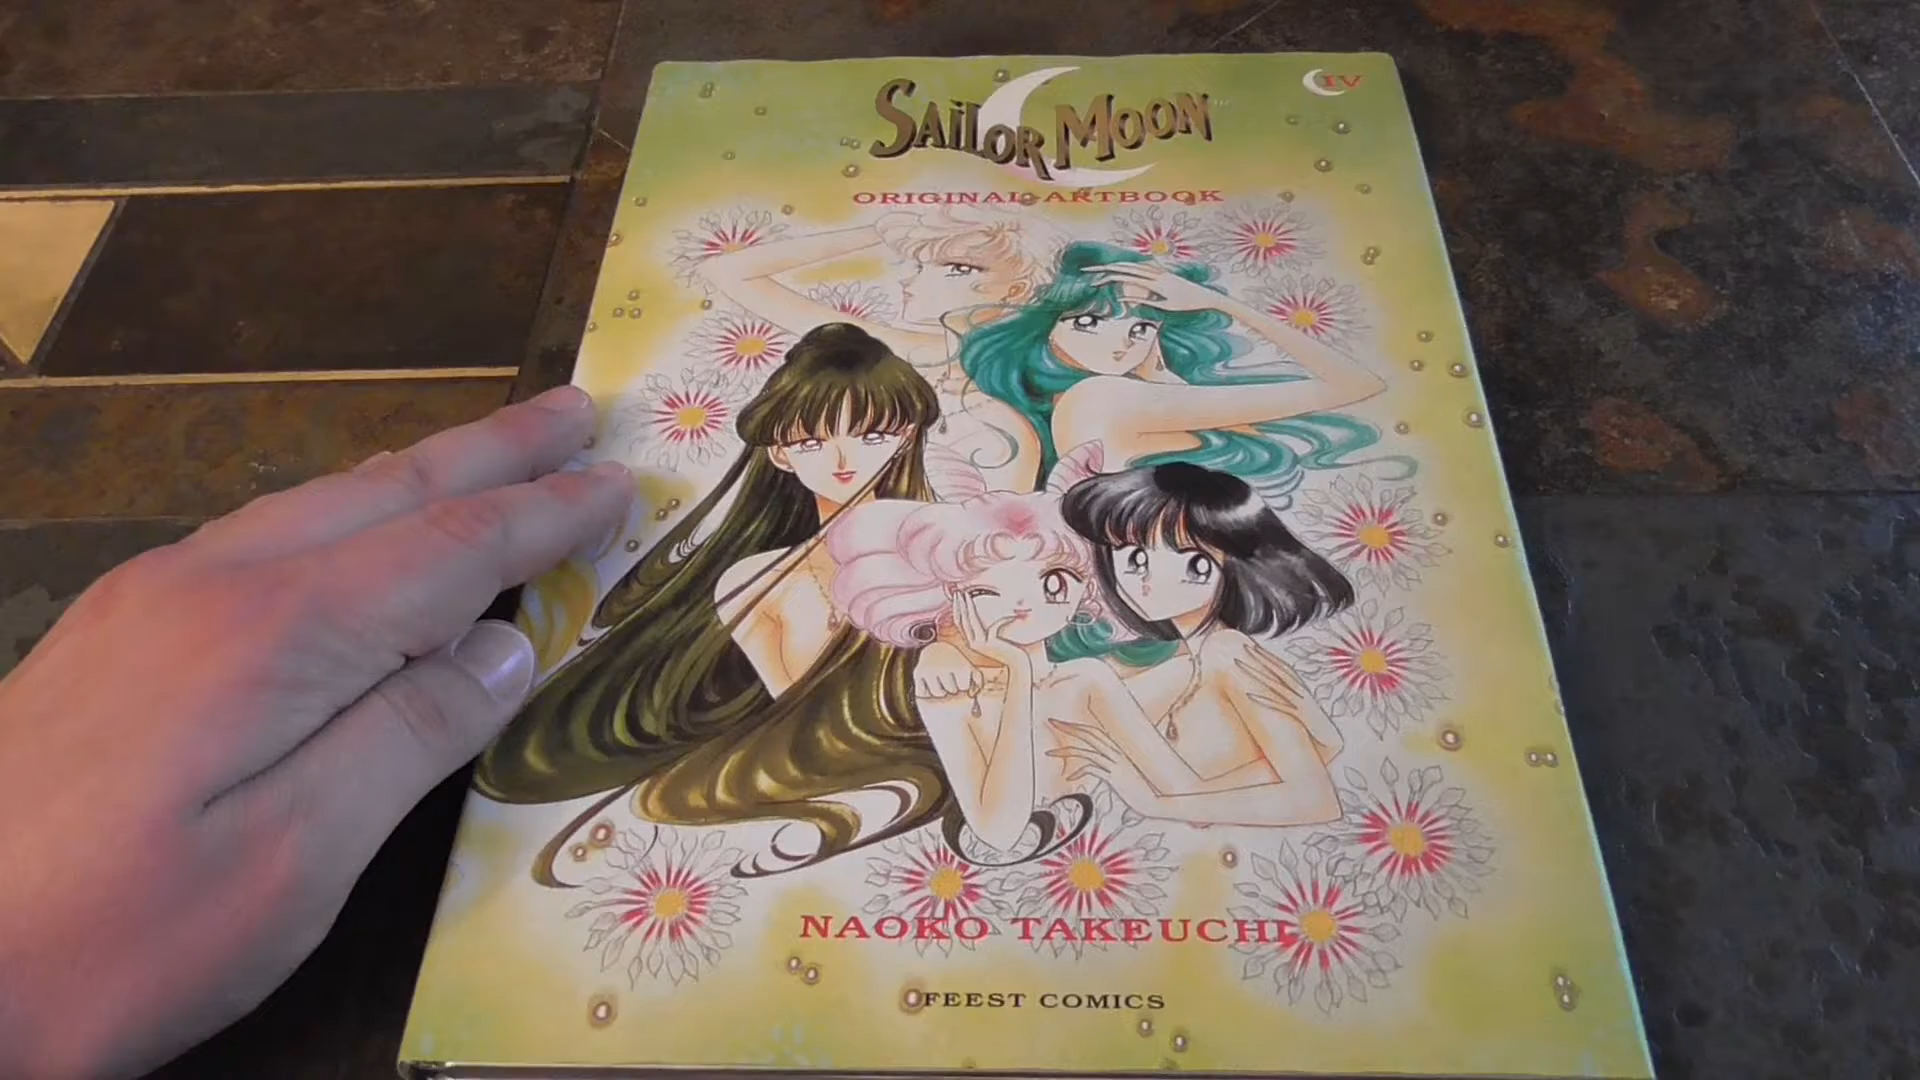 IV
SAILOR MOON
ORIGINAL ARTBOOK
NAOKO TAKEUCHI
FEEST COMICS